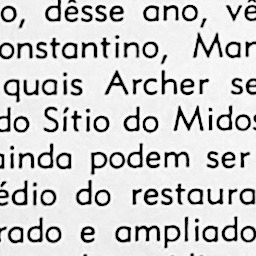 o, dêsse ano, vê
onstantino, Mar
quais Archer se
do Sítio do Midos
ainda podem ser
édio do restaura
rado e ampliado